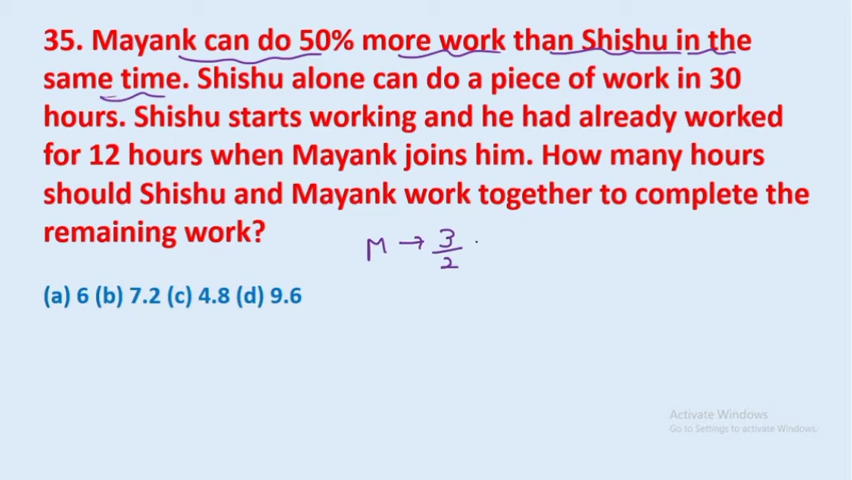 35. Mayank can do 50% more work than Shishu in the
same time. Shishu alone can do a piece of work in 30
hours. Shishu starts working and he had already worked
for 12 hours when Mayank joins him. How many hours
should Shishu and Mayank work together to complete the
remaining work?
M → 3/2
(a) 6 (b) 7.2 (c) 4.8 (d) 9.6
Activate Windows
Go to Settings to activate Windows.